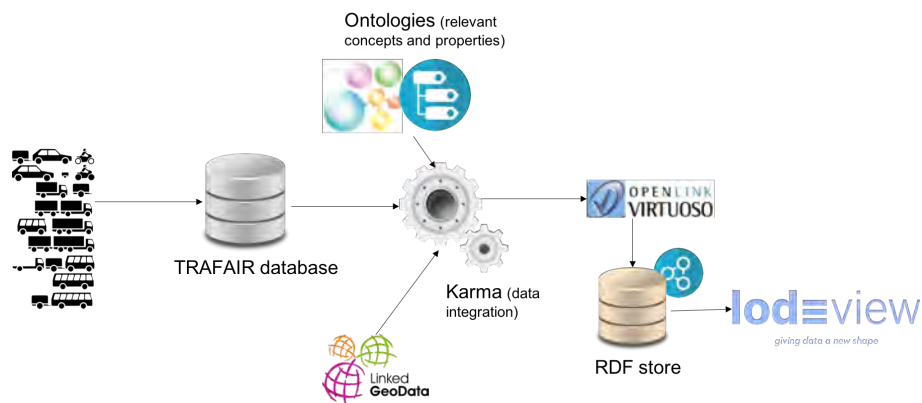 Ontologies (relevant
concepts and properties)
TRAFAIR database
Karma (data
integration)
Linked
GeoData
OPENLINK
VIRTUOSO
RDF store
lodview
giving data a new shape